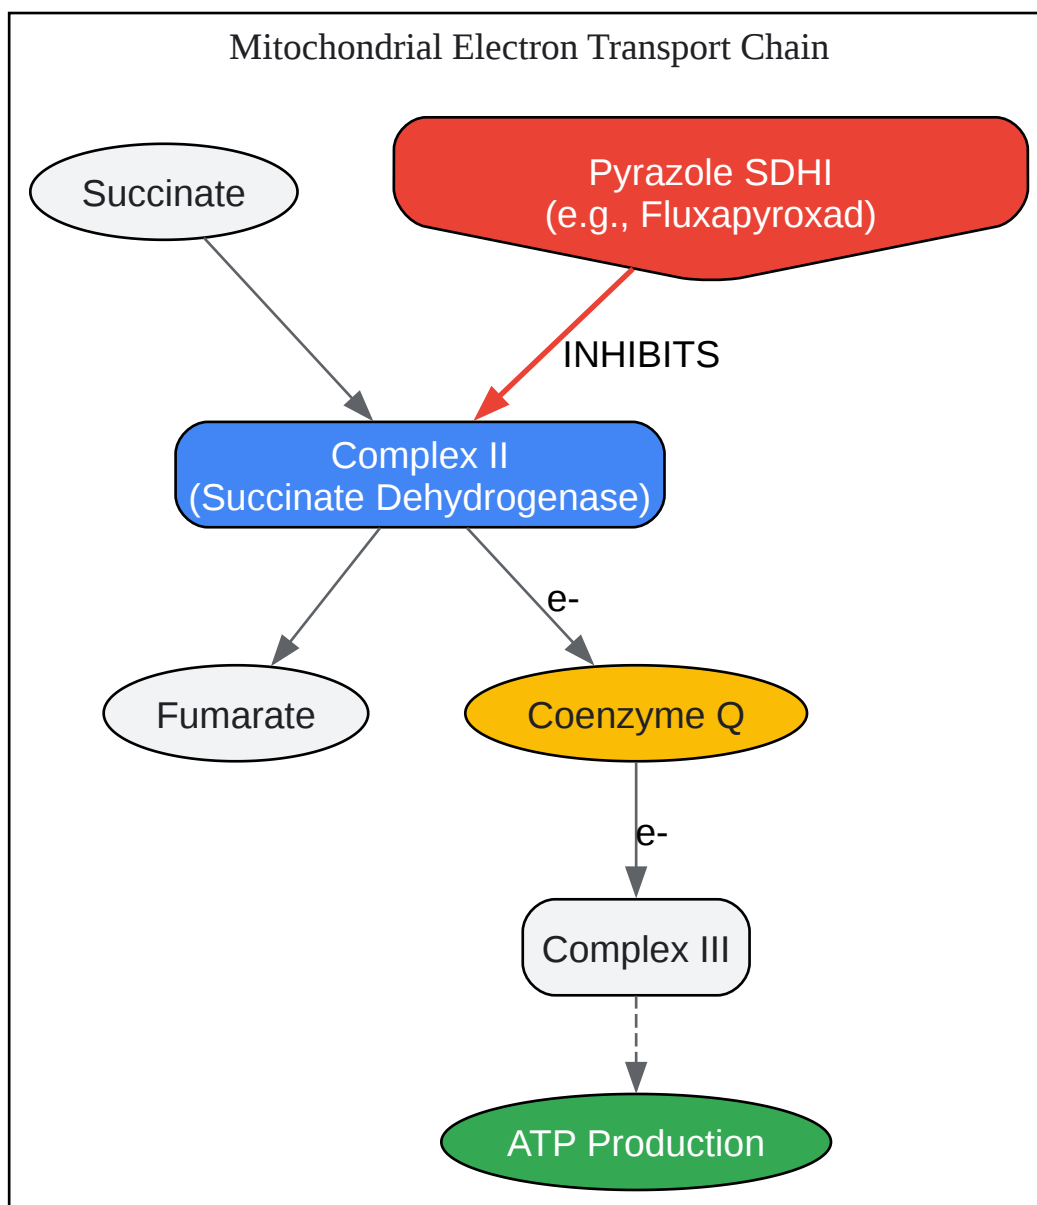 Mitochondrial Electron Transport Chain
Succinate
Pyrazole SDHI
(e.g., Fluxapyroxad)
INHIBITS
Complex II
(Succinate Dehydrogenase)
e-
Fumarate
Coenzyme Q
e-
Complex III
ATP Production